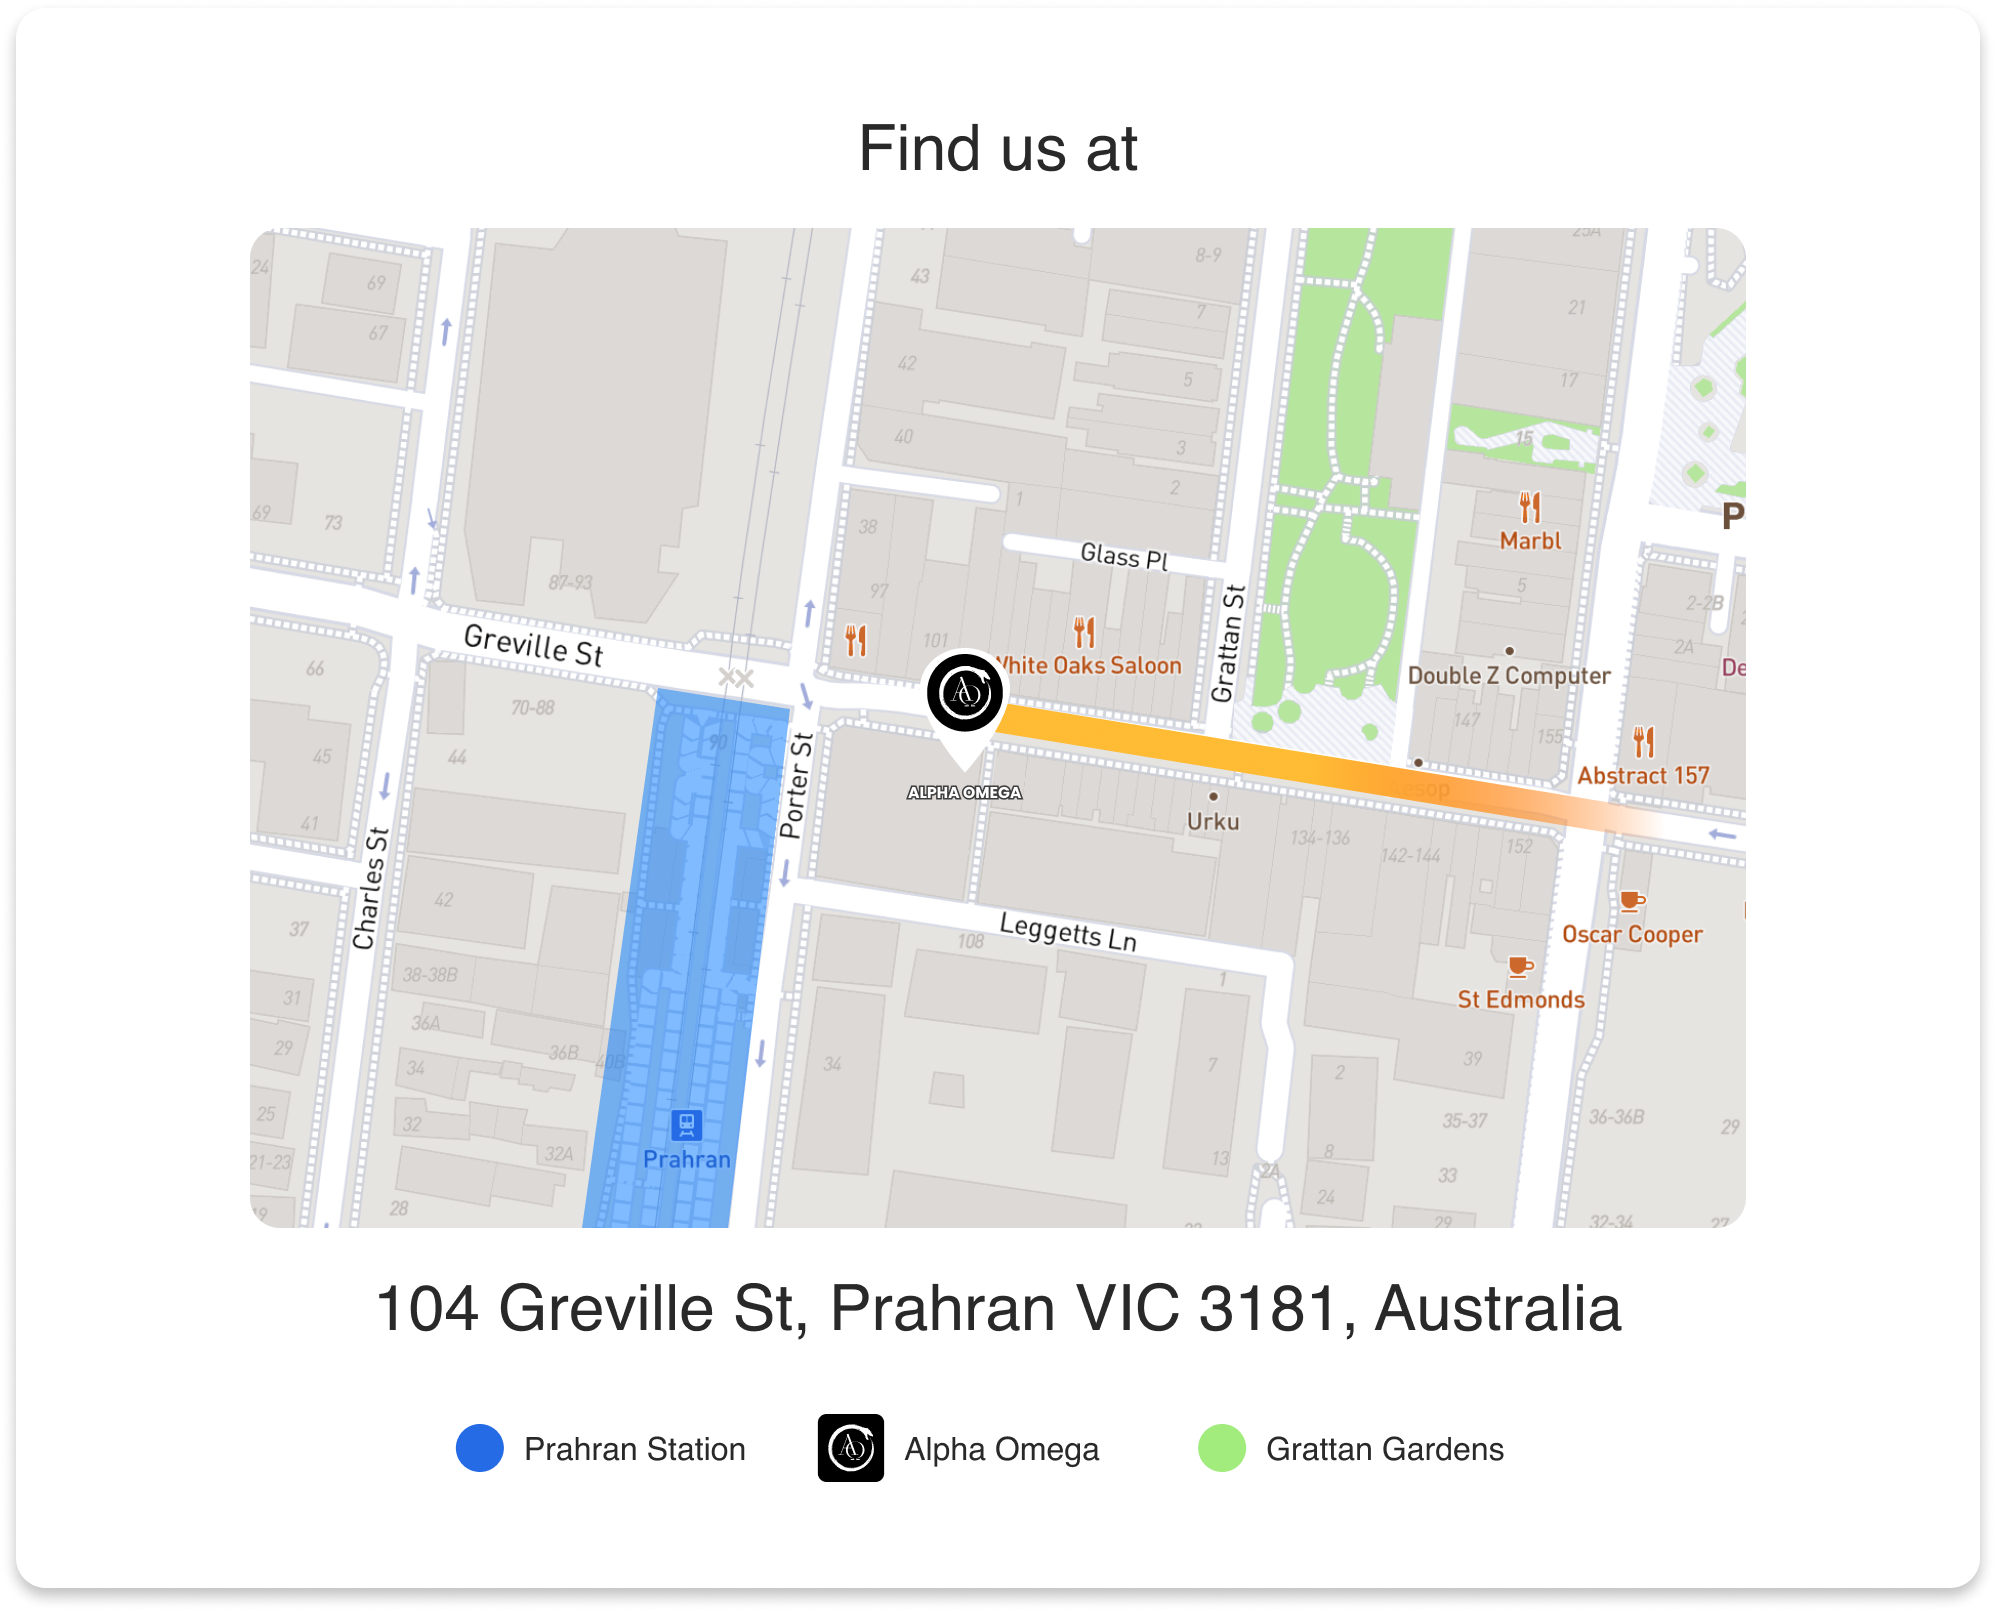 Find us at
24
69
67
43
42
40
8-9
7
5
3
2
1
25A
21
17
15
69
73
38
97
101
87-93
Glass Pl
Grattan St
Marbl
5
P
2-2B
2A
De
Greville St
White Oaks Saloon
Double Z Computer
147
155
66
70-88
90
45
44
41
Porter St
ALPHA OMEGA
Urku
Aesop
Abstract 157
134-136
142-144
152
Charles St
42
37
Leggetts Ln
108
Oscar Cooper
St Edmonds
38-38B
31
36A
29
36B
40B
34
34
1
7
2
39
25
32
32A
21-23
Prahran
13
2A
8
35-37
36-36B
29
33
24
28
19
29
32-34
27
104 Greville St, Prahran VIC 3181, Australia
Prahran Station
Alpha Omega
Grattan Gardens